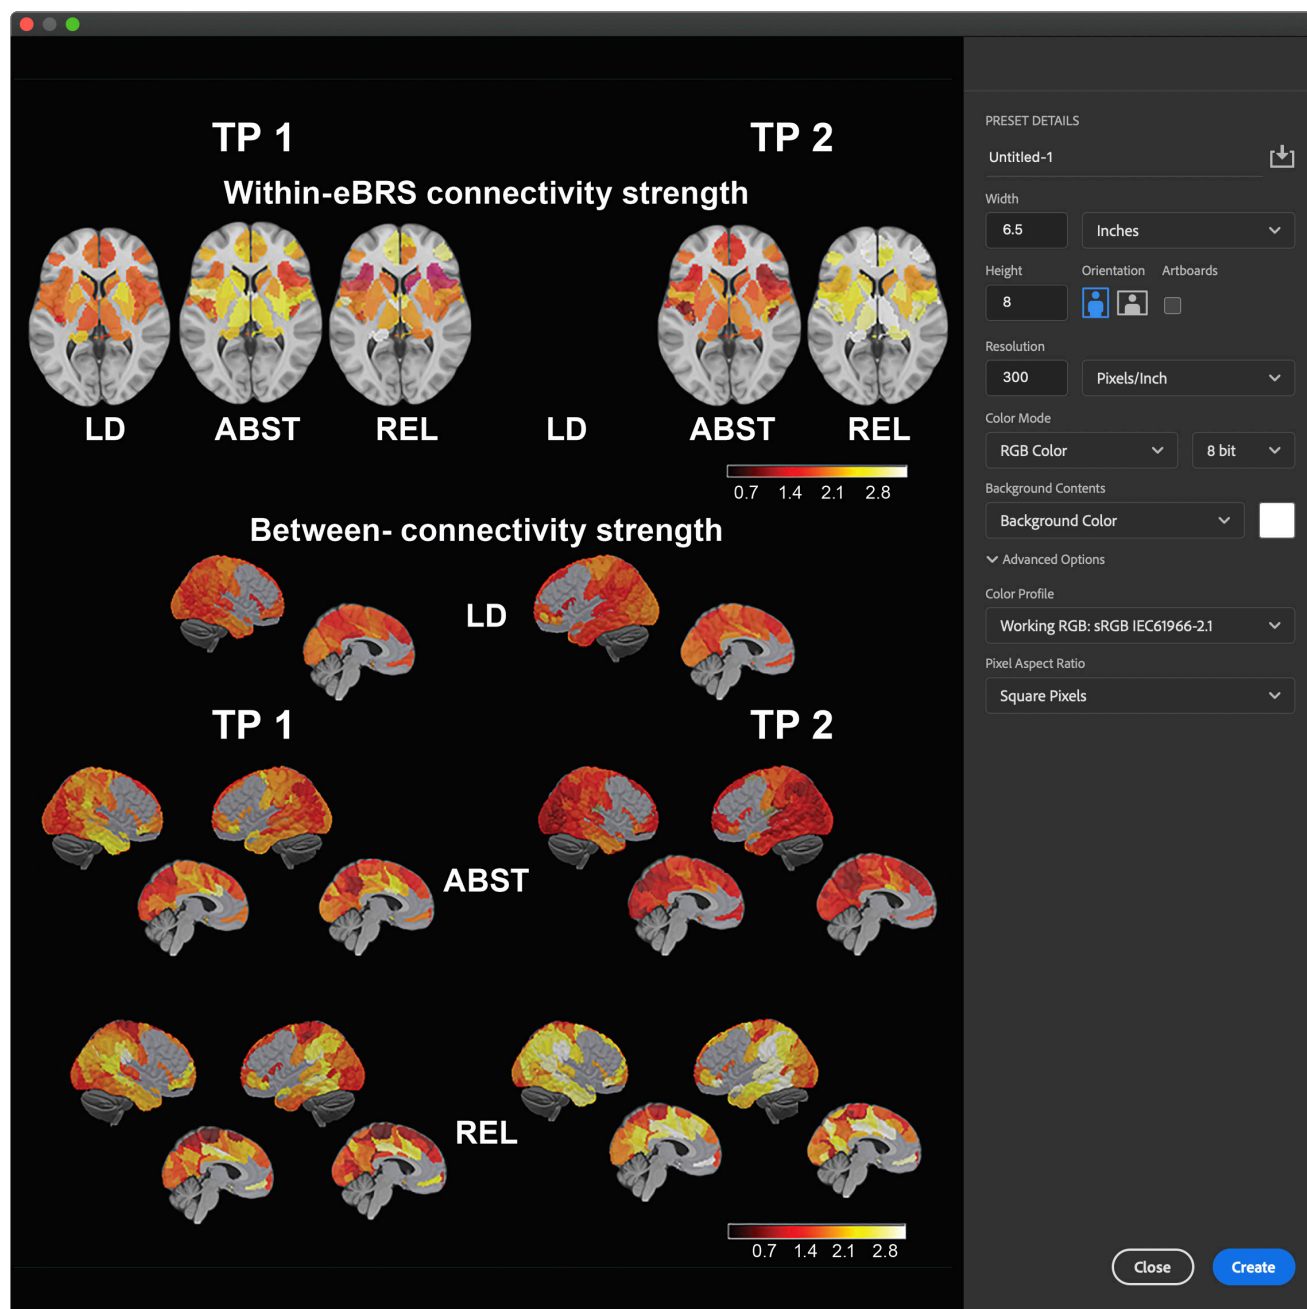 TP 1 TP 2
Within-eBRS connectivity strength
LD ABST REL LD ABST REL
0.7 1.4 2.1 2.8
Between- connectivity strength
LD
TP 1 TP 2
ABST
REL
0.7 1.4 2.1 2.8
PRESET DETAILS
Untitled-1
Width
6.5 Inches
Height Orientation Artboards
8
Resolution
300 Pixels/Inch
Color Mode
RGB Color 8 bit
Background Contents
Background Color
Advanced Options
Color Profile
Working RGB: sRGB IEC61966-2.1
Pixel Aspect Ratio
Square Pixels
Close Create